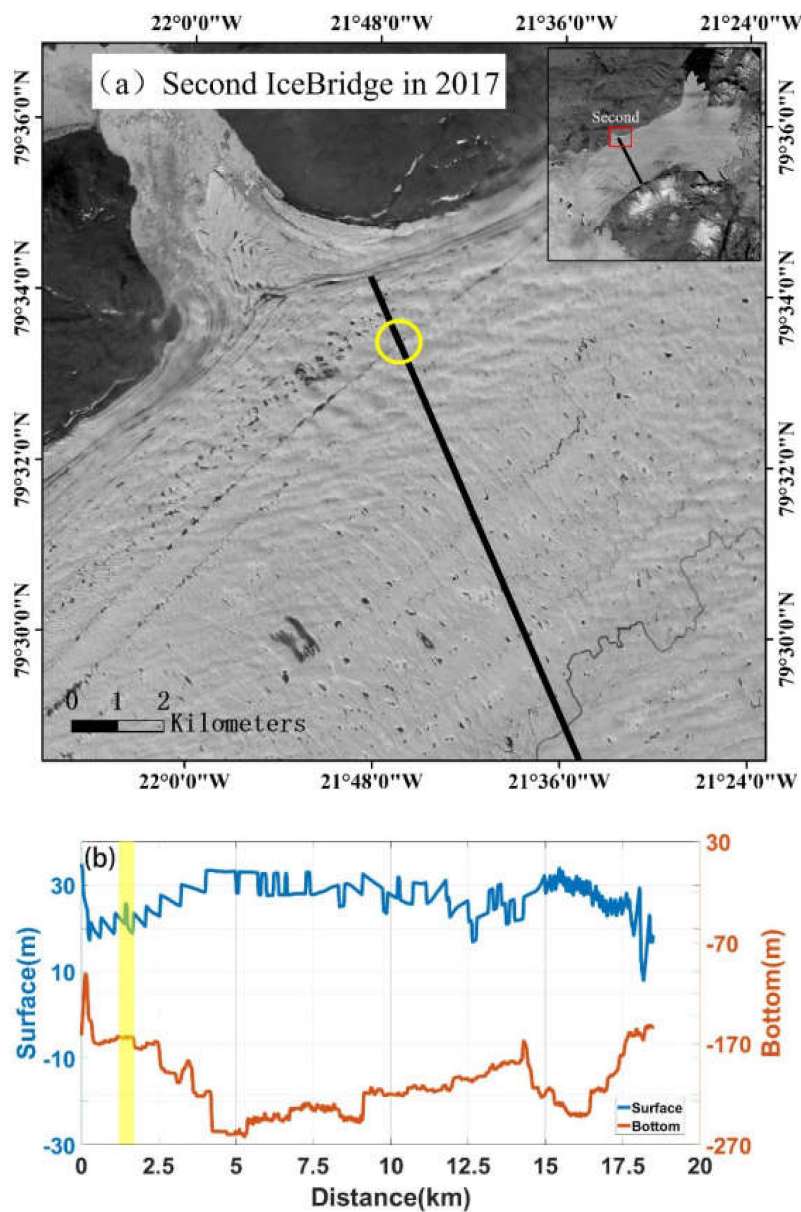 22°0'0"W 21°48'0"W 21°36'0"W 21°24'0"W
（a）Second IceBridge in 2017
Second
79°36'0"N 79°36'0"N
79°34'0"N 79°34'0"N
79°32'0"N 79°32'0"N
79°30'0"N 79°30'0"N
0 1 2
Kilometers
22°0'0"W 21°48'0"W 21°36'0"W 21°24'0"W
(b)
30 10 -10 -30
Surface(m)
30 -70 -170 -270
Bottom(m)
Surface
Bottom
0 2.5 5 7.5 10 12.5 15 17.5 20
Distance(km)